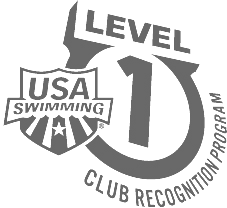 LEVEL
1
USA
SWIMMING®
CLUB RECOGNITION PROGRAM